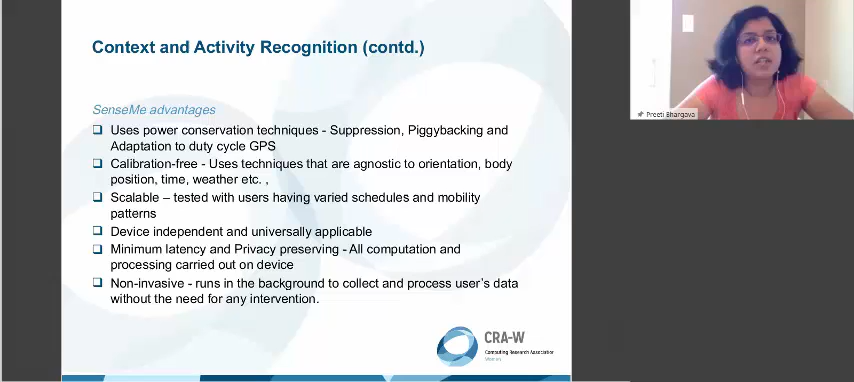 Context and Activity Recognition (contd.)
SenseMe advantages
Uses power conservation techniques - Suppression, Piggybacking and
Adaptation to duty cycle GPS
Calibration-free - Uses techniques that are agnostic to orientation, body
position, time, weather etc. ,
Scalable – tested with users having varied schedules and mobility
patterns
Device independent and universally applicable
Minimum latency and Privacy preserving - All computation and
processing carried out on device
Non-invasive - runs in the background to collect and process user's data
without the need for any intervention.
CRA-W
Computing Research Association
Women
Preeti Bhargava